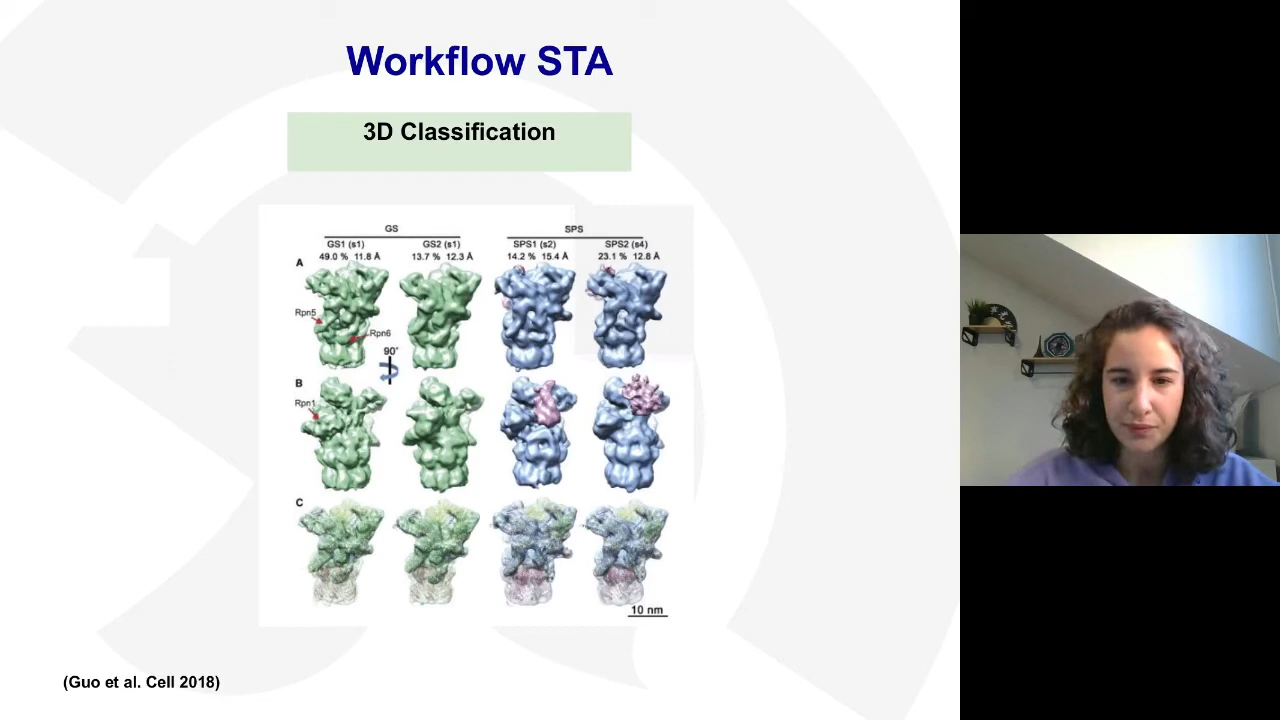 Workflow STA
3D Classification
GS SPS
GS1 (s1) GS2 (s1) SPS1 (s2) SPS2 (s4)
49.0 % 11.8 Å 13.7 % 12.3 Å 14.2 % 15.4 Å 23.1 % 12.8 Å
A
Rpn5
Rpn6
90°
B
Rpn1
C
10 nm
(Guo et al. Cell 2018)